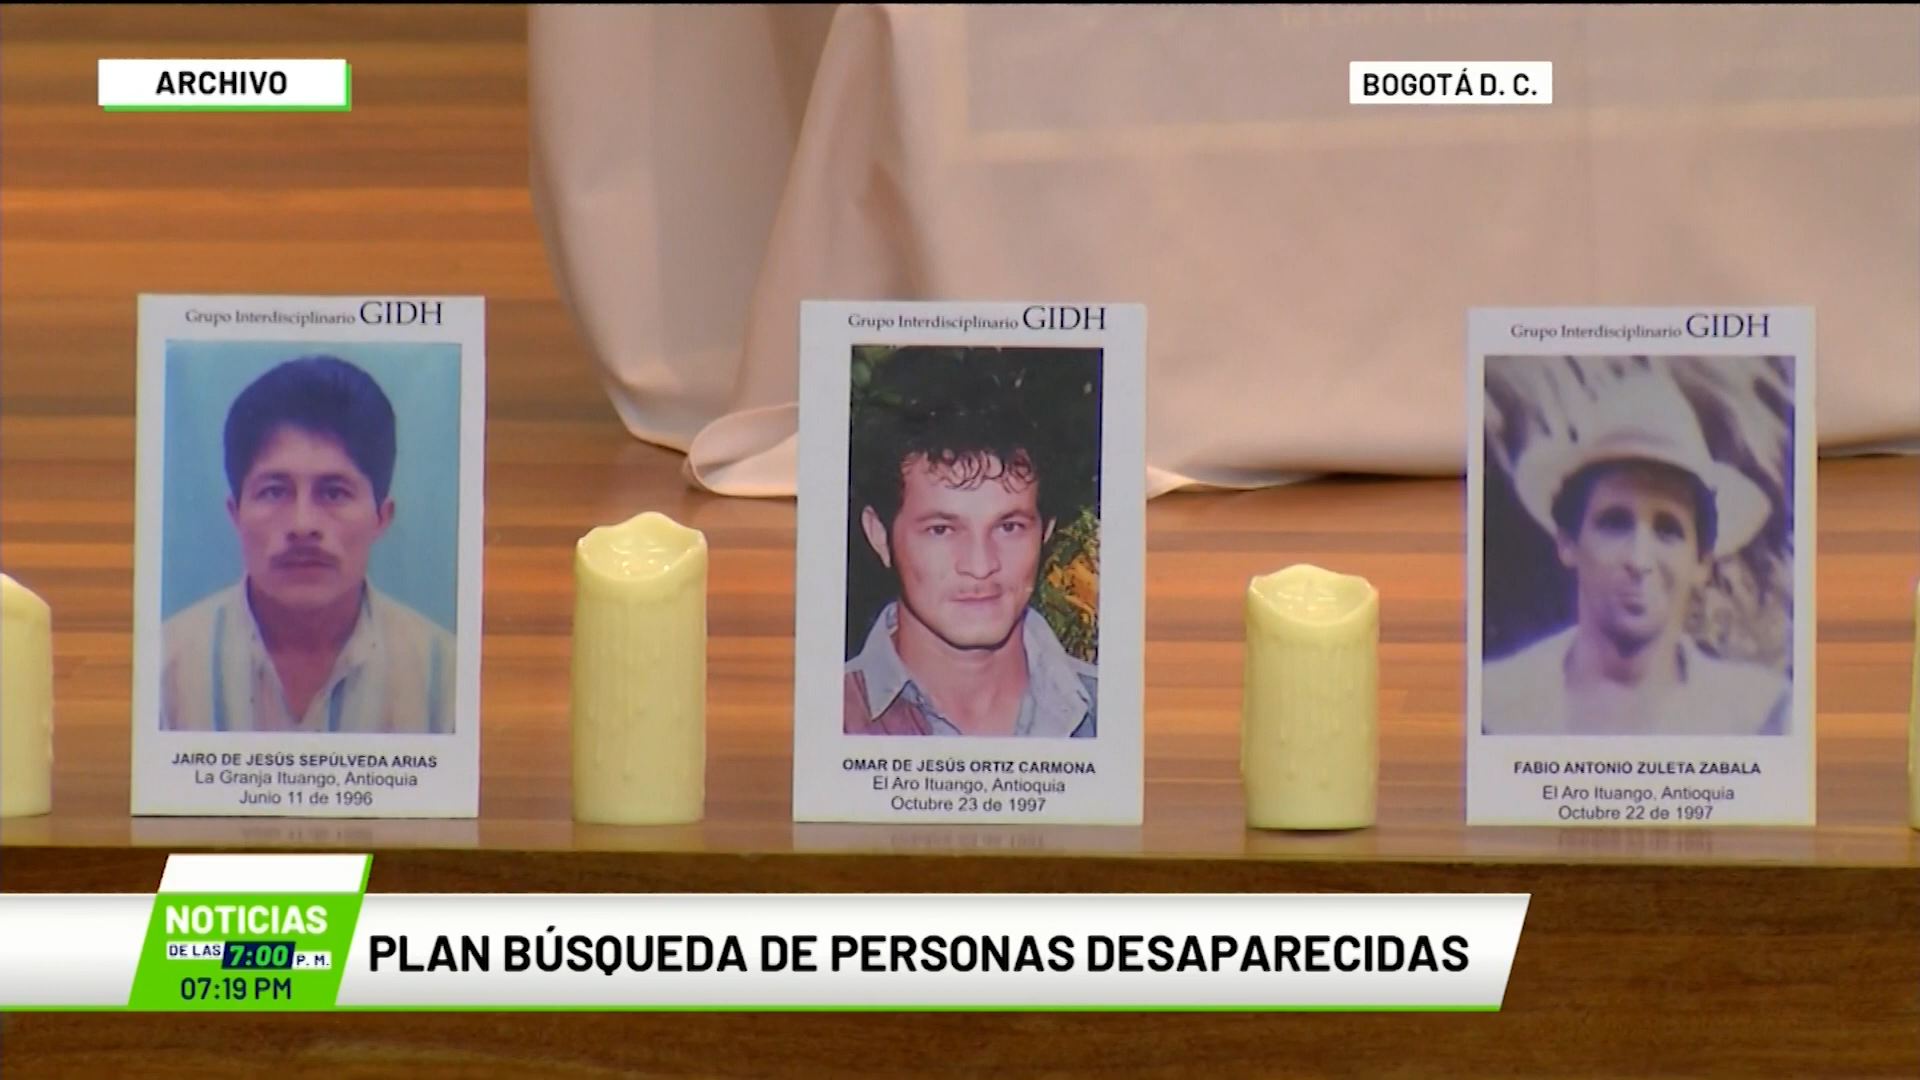 ARCHIVO
BOGOTÁ D. C.
Grupo Interdisciplinario GIDH
JAIRO DE JESÚS SEPÚLVEDA ARIAS
La Granja Ituango, Antioquia
Junio 11 de 1996
Grupo Interdisciplinario GIDH
OMAR DE JESÚS ORTIZ CARMONA
El Aro Ituango, Antioquia
Octubre 23 de 1997
Grupo Interdisciplinario GIDH
FABIO ANTONIO ZULETA ZABALA
El Aro Ituango, Antioquia
Octubre 22 de 1997
NOTICIAS
DE LAS 7:00 P. M.
07:19 PM
PLAN BÚSQUEDA DE PERSONAS DESAPARECIDAS